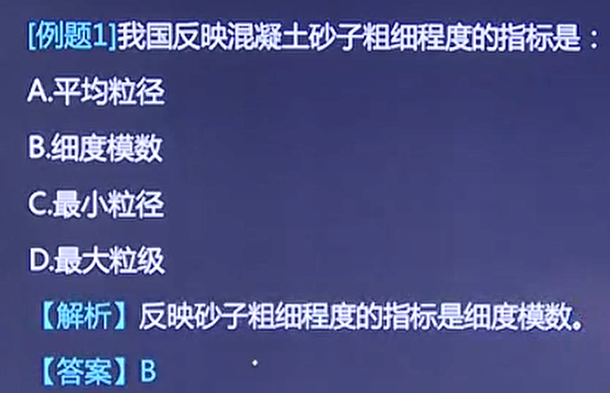 [例题1]我国反映混凝土砂子粗细程度的指标是：
A.平均粒径
B.细度模数
C.最小粒径
D.最大粒级
【解析】反映砂子粗细程度的指标是细度模数。
【答案】B